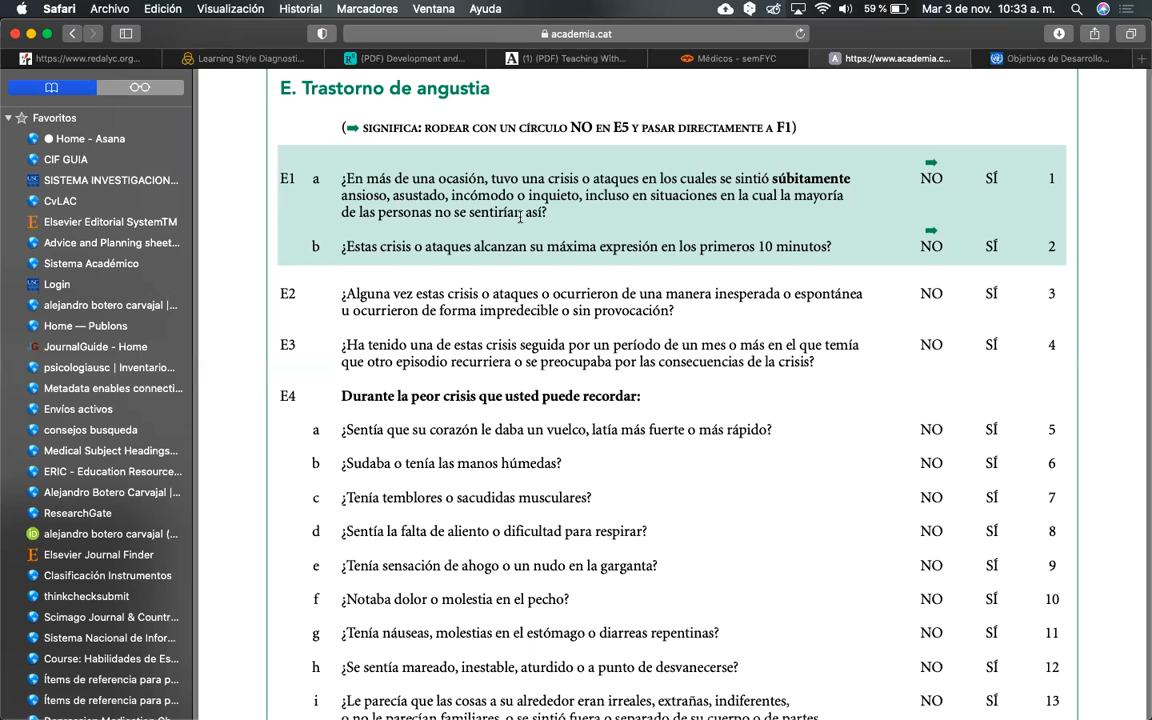 Safari Archivo Edición Visualización Historial Marcadores Ventana Ayuda 59 % Mar 3 de nov. 10:33 a. m.
academia.cat
https://www.redalyc.org... Learning Style Diagnosti... (PDF) Development and... (1) (PDF) Teaching With... Médicos - semFYC https://www.academia.c... Objetivos de Desarrollo...
Favoritos
Home - Asana
CIF GUIA
SISTEMA INVESTIGACION...
CvLAC
Elsevier Editorial SystemTM
Advice and Planning sheet...
Sistema Académico
Login
alejandro botero carvajal |...
Home — Publons
JournalGuide - Home
psicologiausc | Inventario...
Metadata enables connecti...
Envíos activos
consejos busqueda
Medical Subject Headings...
ERIC - Education Resource...
Alejandro Botero Carvajal |...
ResearchGate
alejandro botero carvajal (...
Elsevier Journal Finder
Clasificación Instrumentos
thinkchecksubmit
Scimago Journal & Countr...
Sistema Nacional de Infor...
Course: Habilidades de Es...
Ítems de referencia para p...
Ítems de referencia para p...
E. Trastorno de angustia
(➡ SIGNIFICA: RODEAR CON UN CÍRCULO NO EN E5 Y PASAR DIRECTAMENTE A F1)
E1 a ¿En más de una ocasión, tuvo una crisis o ataques en los cuales se sintió súbitamente ➡ NO SÍ 1
ansioso, asustado, incómodo o inquieto, incluso en situaciones en la cual la mayoría
de las personas no se sentirían así?
b ¿Estas crisis o ataques alcanzan su máxima expresión en los primeros 10 minutos? ➡ NO SÍ 2
E2 ¿Alguna vez estas crisis o ataques o ocurrieron de una manera inesperada o espontánea NO SÍ 3
u ocurrieron de forma impredecible o sin provocación?
E3 ¿Ha tenido una de estas crisis seguida por un período de un mes o más en el que temía NO SÍ 4
que otro episodio recurriera o se preocupaba por las consecuencias de la crisis?
E4 Durante la peor crisis que usted puede recordar:
a ¿Sentía que su corazón le daba un vuelco, latía más fuerte o más rápido? NO SÍ 5
b ¿Sudaba o tenía las manos húmedas? NO SÍ 6
c ¿Tenía temblores o sacudidas musculares? NO SÍ 7
d ¿Sentía la falta de aliento o dificultad para respirar? NO SÍ 8
e ¿Tenía sensación de ahogo o un nudo en la garganta? NO SÍ 9
f ¿Notaba dolor o molestia en el pecho? NO SÍ 10
g ¿Tenía náuseas, molestias en el estómago o diarreas repentinas? NO SÍ 11
h ¿Se sentía mareado, inestable, aturdido o a punto de desvanecerse? NO SÍ 12
i ¿Le parecía que las cosas a su alrededor eran irreales, extrañas, indiferentes, NO SÍ 13
o no le parecían familiares, o se sintió fuera o separado de su cuerpo o de partes